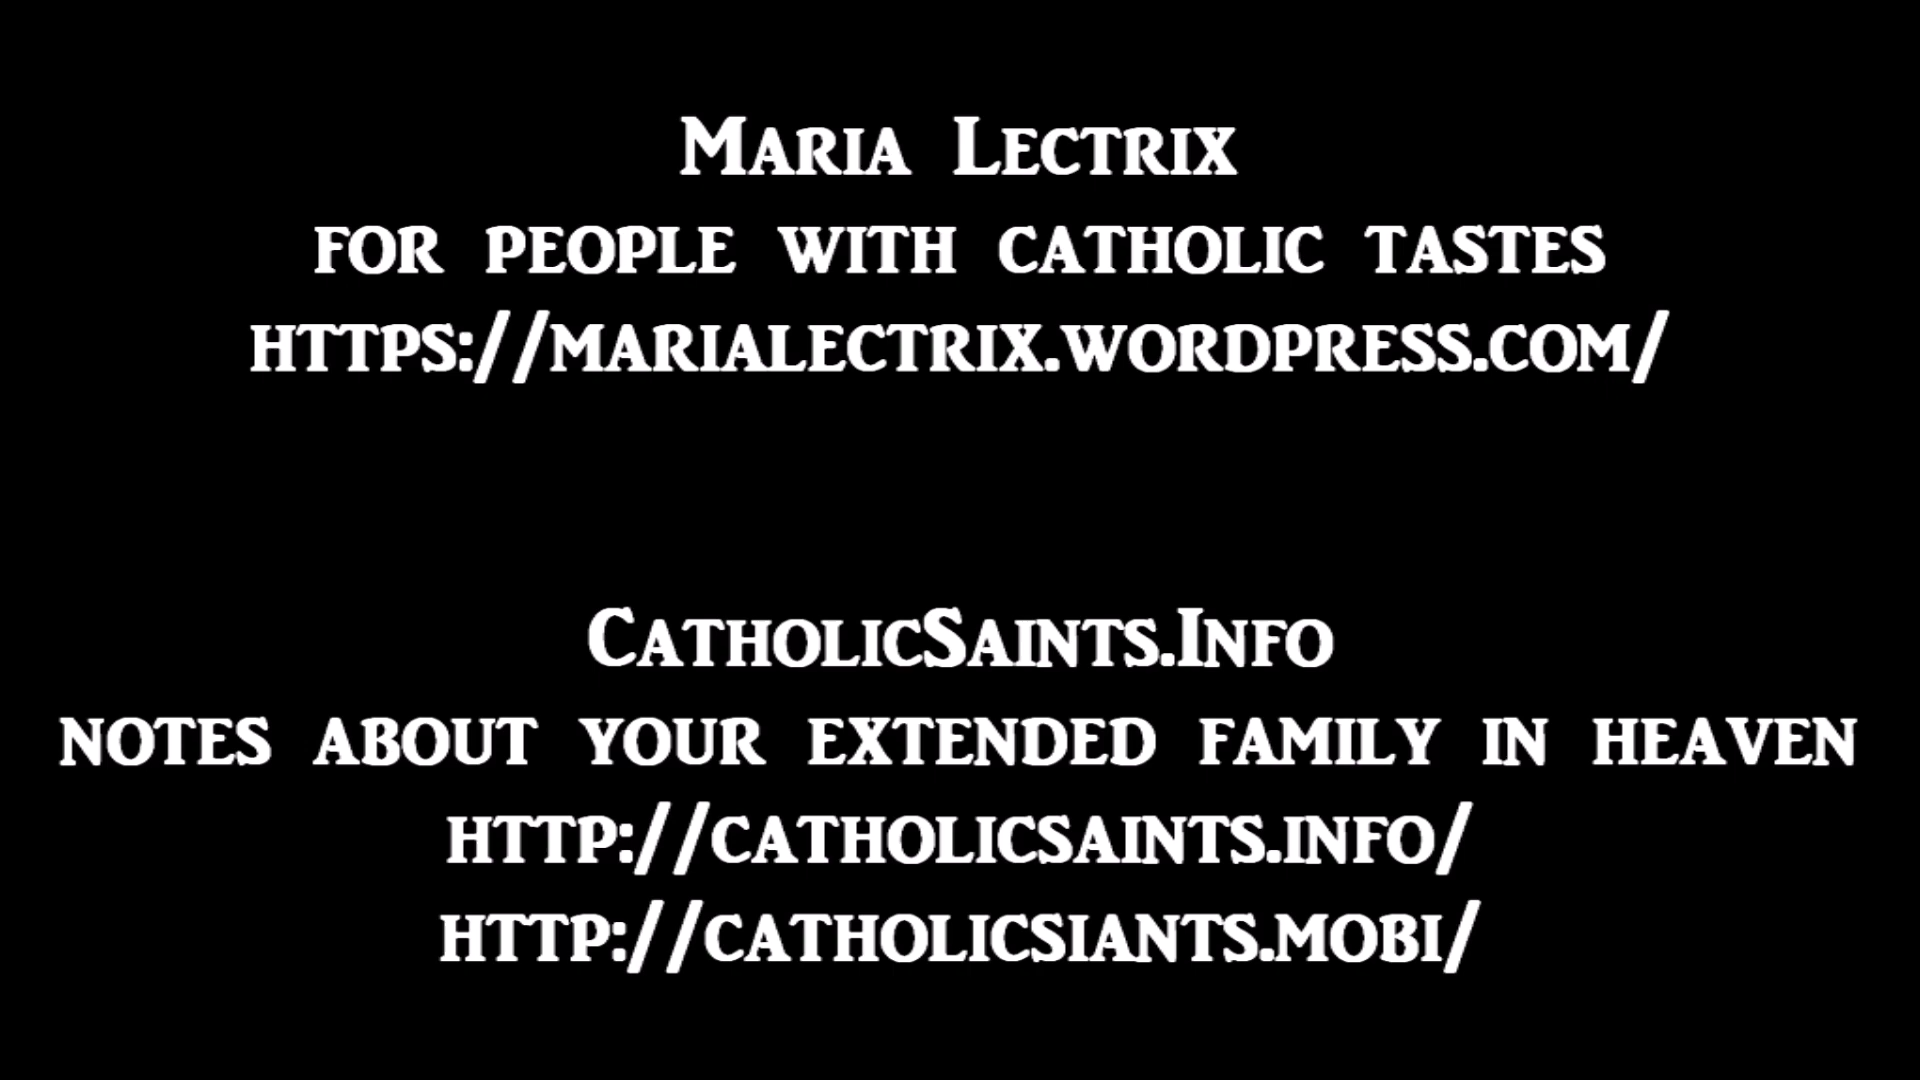 Maria Lectrix
for people with catholic tastes
https://marialectrix.wordpress.com/
CatholicSaints.Info
notes about your extended family in heaven
http://catholicsaints.info/
http://catholicsiants.mobi/